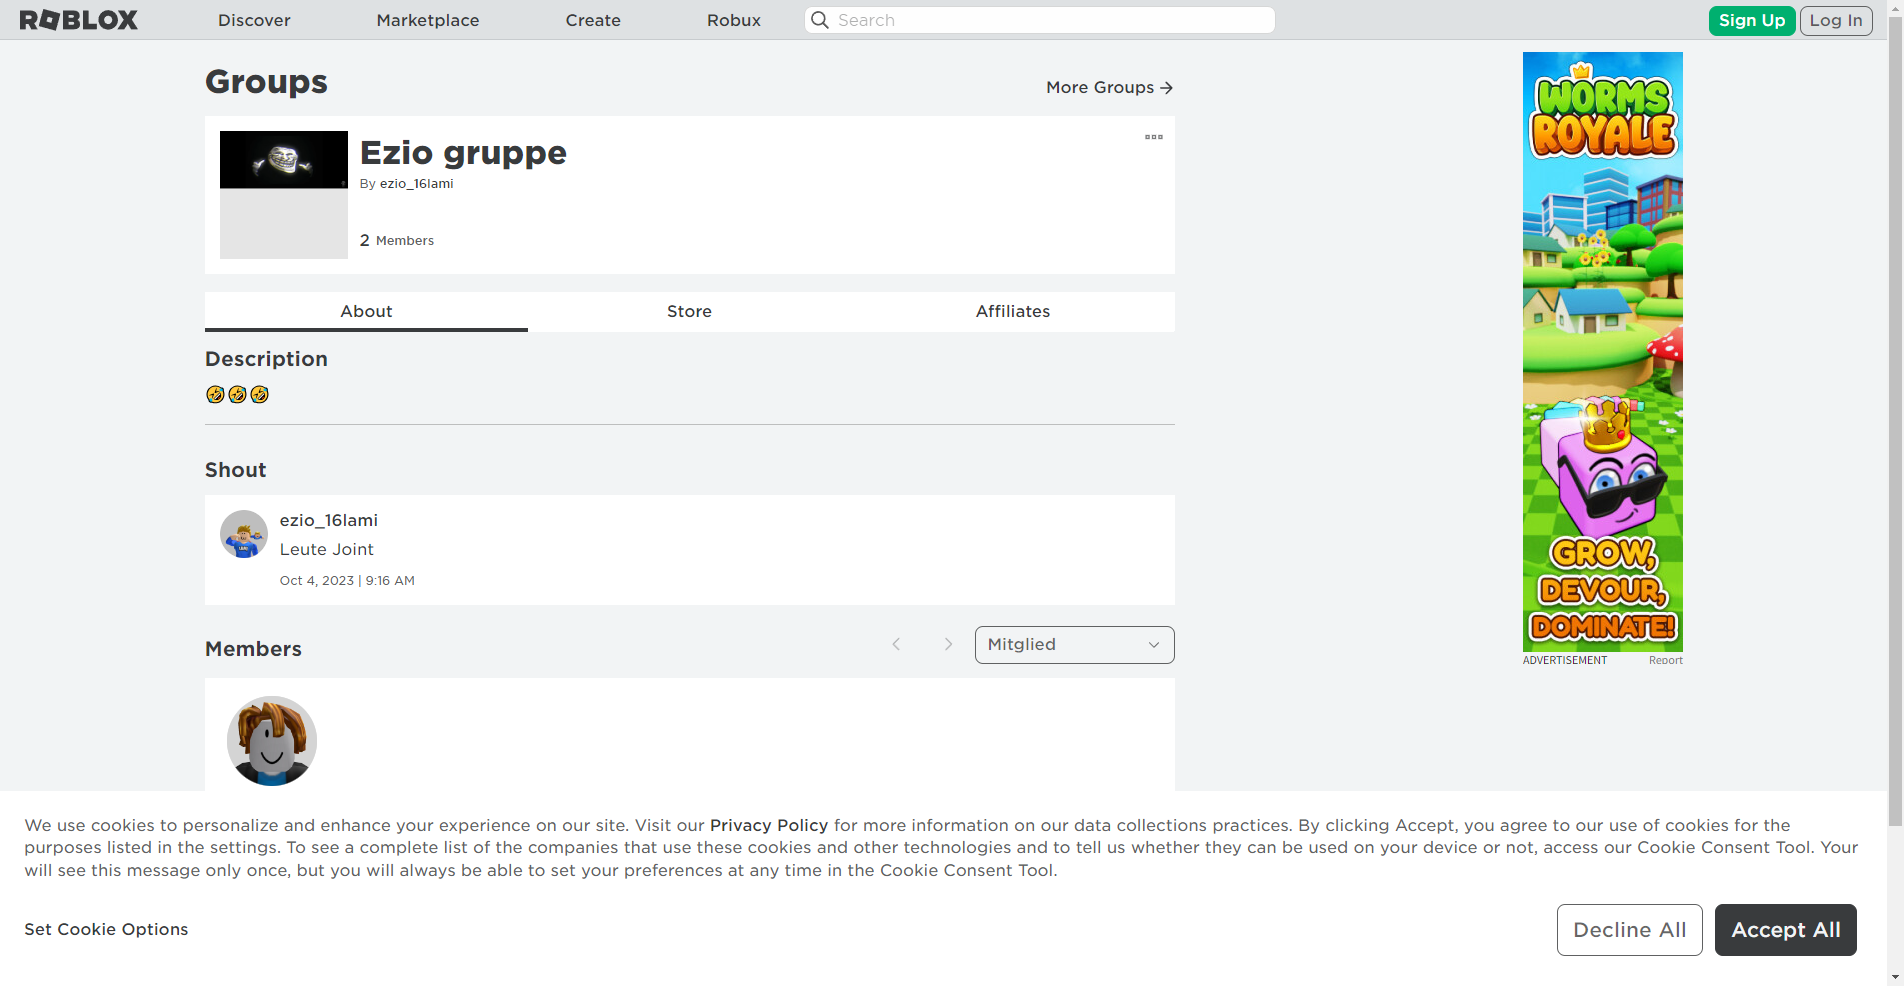 ROBLOX Discover Marketplace Create Robux Search Sign Up Log In
Groups
More Groups
Ezio gruppe
By ezio_16lami
2 Members
About Store Affiliates
Description
🤣🤣🤣
Shout
ezio_16lami
Leute Joint
Oct 4, 2023 | 9:16 AM
Members
Mitglied
WORMS
ROYALE
GROW,
DEVOUR,
DOMINATE!
ADVERTISEMENT Report
We use cookies to personalize and enhance your experience on our site. Visit our Privacy Policy for more information on our data collections practices. By clicking Accept, you agree to our use of cookies for the
purposes listed in the settings. To see a complete list of the companies that use these cookies and other technologies and to tell us whether they can be used on your device or not, access our Cookie Consent Tool. Your
will see this message only once, but you will always be able to set your preferences at any time in the Cookie Consent Tool.
Set Cookie Options
Decline All
Accept All